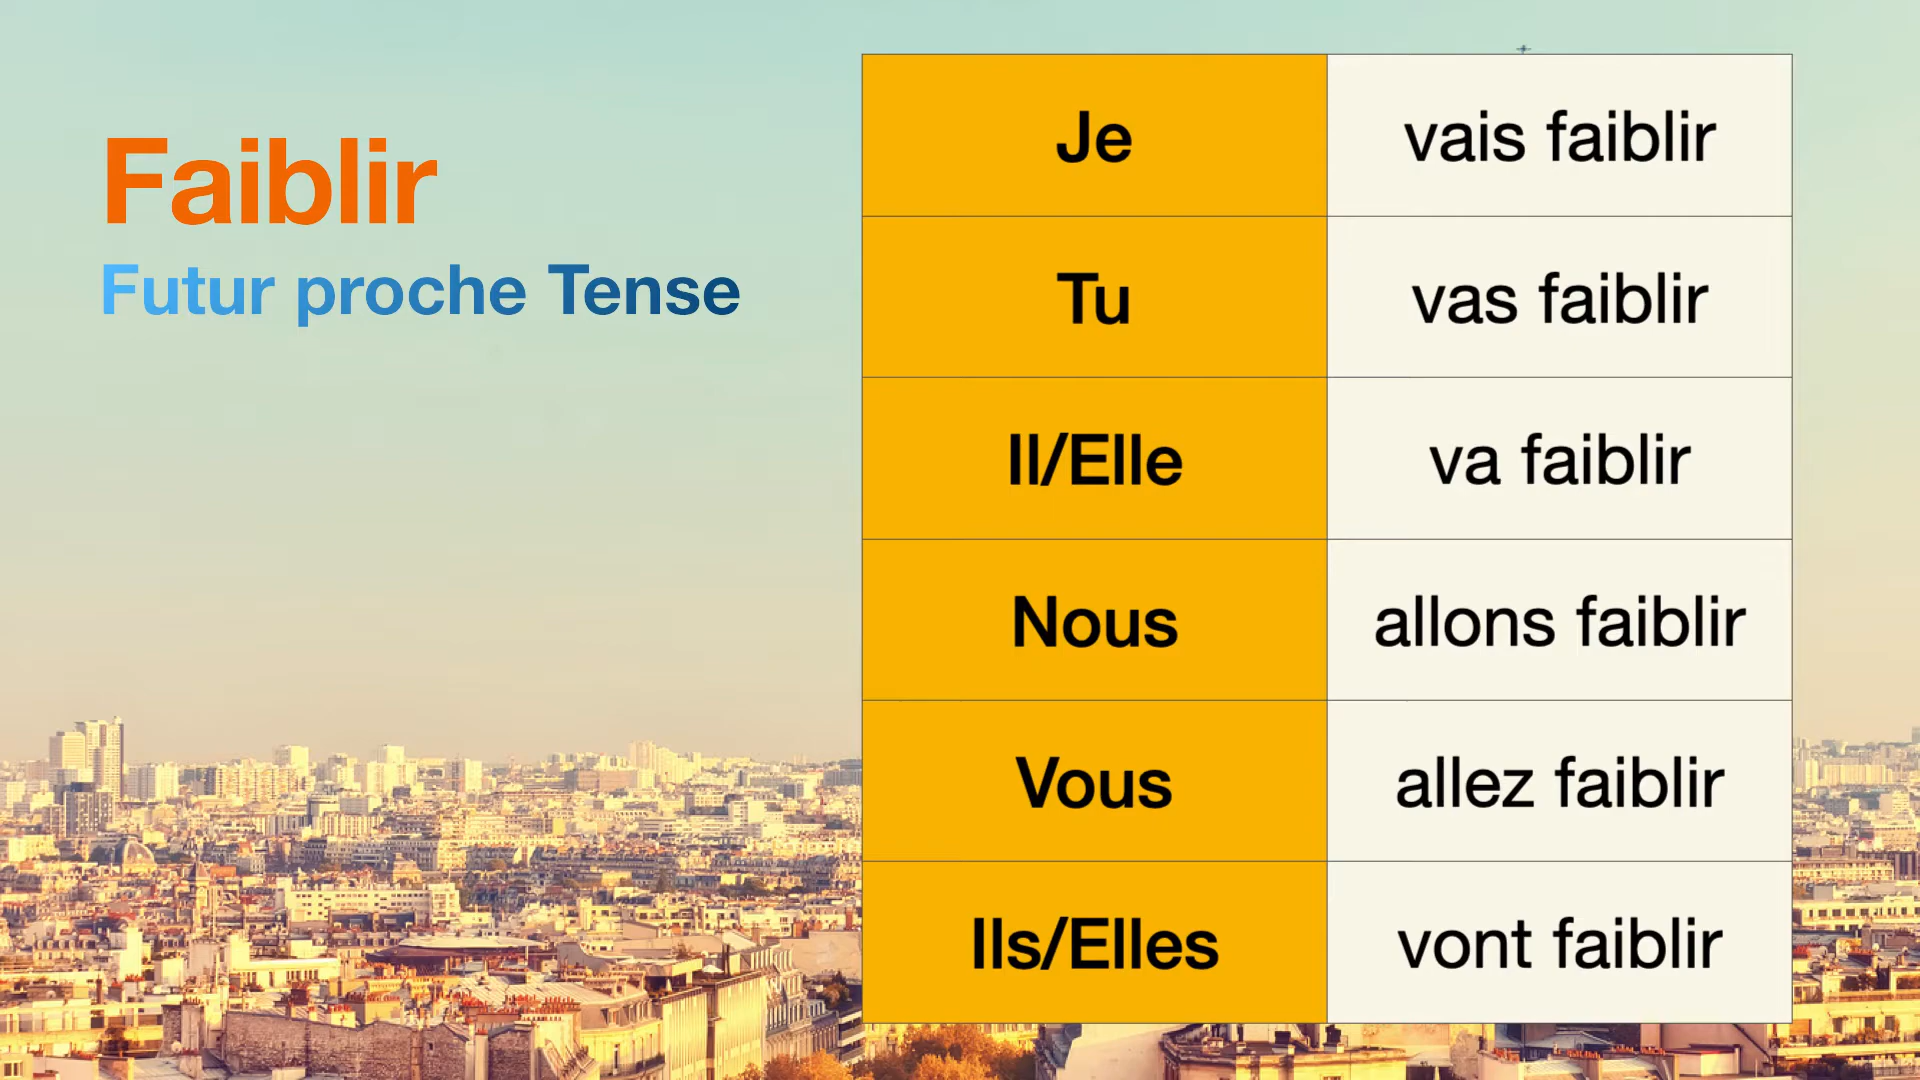 Faiblir
Futur proche Tense
Je vais faiblir
Tu vas faiblir
Il/Elle va faiblir
Nous allons faiblir
Vous allez faiblir
Ils/Elles vont faiblir